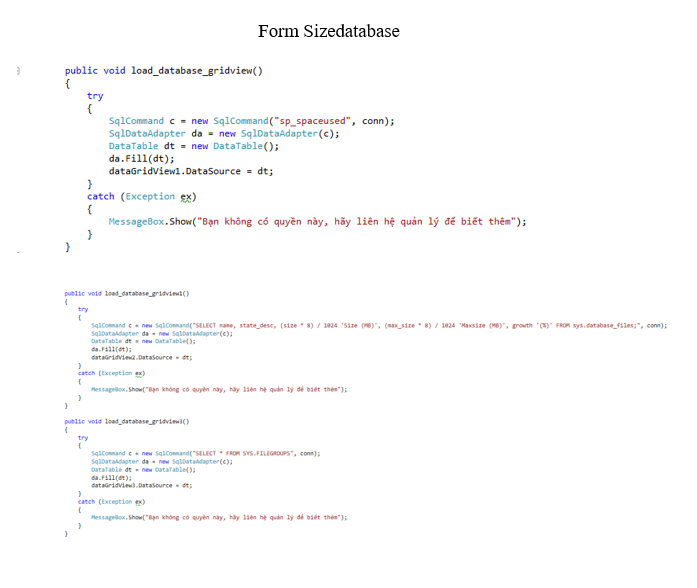 Form Sizedatabase
public void load_database_gridview()
{
try
{
SqlCommand c = new SqlCommand("sp_spaceused", conn);
SqlDataAdapter da = new SqlDataAdapter(c);
DataTable dt = new DataTable();
da.Fill(dt);
dataGridView1.DataSource = dt;
}
catch (Exception ex)
{
MessageBox.Show("Bạn không có quyền này, hãy liên hệ quản lý để biết thêm");
}
}
public void load_database_gridview1()
{
try
{
SqlCommand c = new SqlCommand("SELECT name, state_desc, (size * 8) / 1024 'Size (MB)', (max_size * 8) / 1024 'Maxsize (MB)', growth '(%)' FROM sys.database_files;", conn);
SqlDataAdapter da = new SqlDataAdapter(c);
DataTable dt = new DataTable();
da.Fill(dt);
dataGridView2.DataSource = dt;
}
catch (Exception ex)
{
MessageBox.Show("Bạn không có quyền này, hãy liên hệ quản lý để biết thêm");
}
}
public void load_database_gridview3()
{
try
{
SqlCommand c = new SqlCommand("SELECT * FROM SYS.FILEGROUPS", conn);
SqlDataAdapter da = new SqlDataAdapter(c);
DataTable dt = new DataTable();
da.Fill(dt);
dataGridView3.DataSource = dt;
}
catch (Exception ex)
{
MessageBox.Show("Bạn không có quyền này, hãy liên hệ quản lý để biết thêm");
}
}